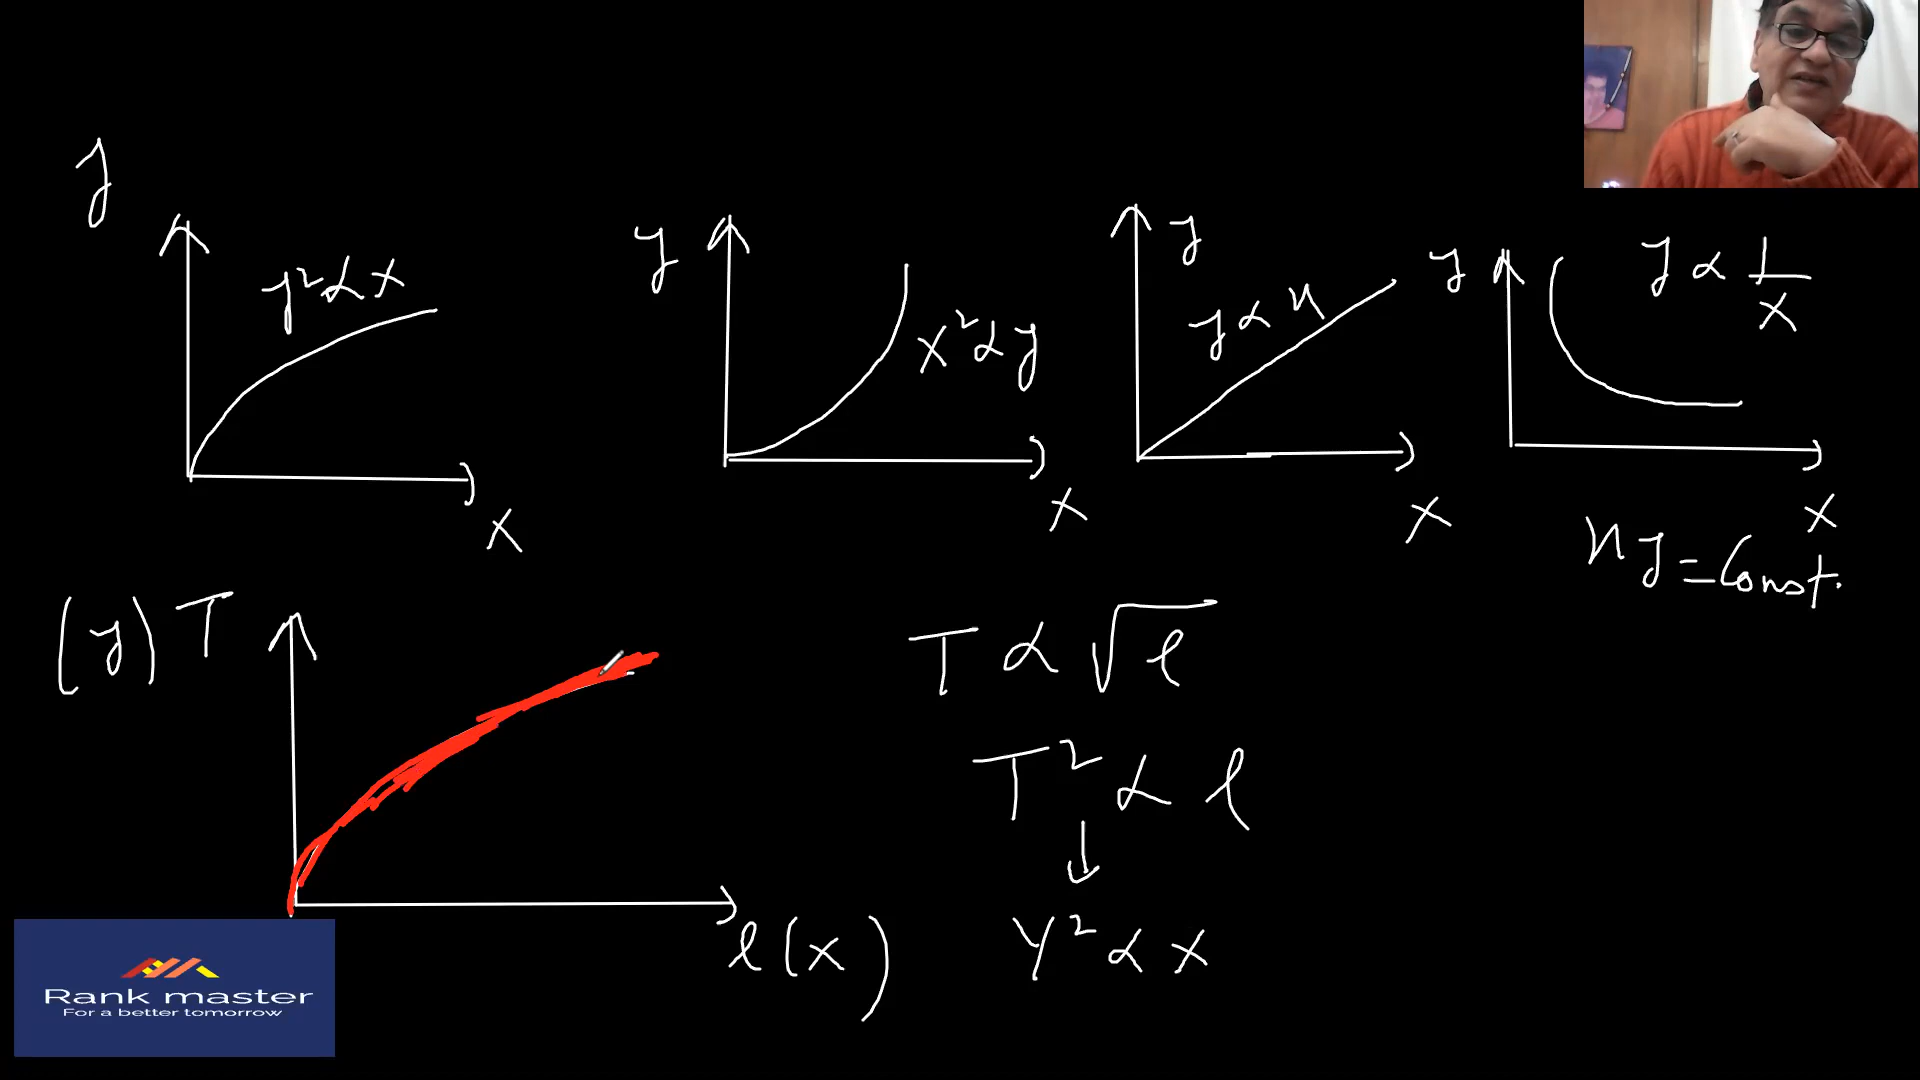 y
y² ∝ x
x
y
x² ∝ y
x
y
y ∝ x
x
y
y ∝ 1/x
x
xy = Const.
(y) T
l (x)
T ∝ √l
T² ∝ l
↓
Y² ∝ x
Rank master
For a better tomorrow